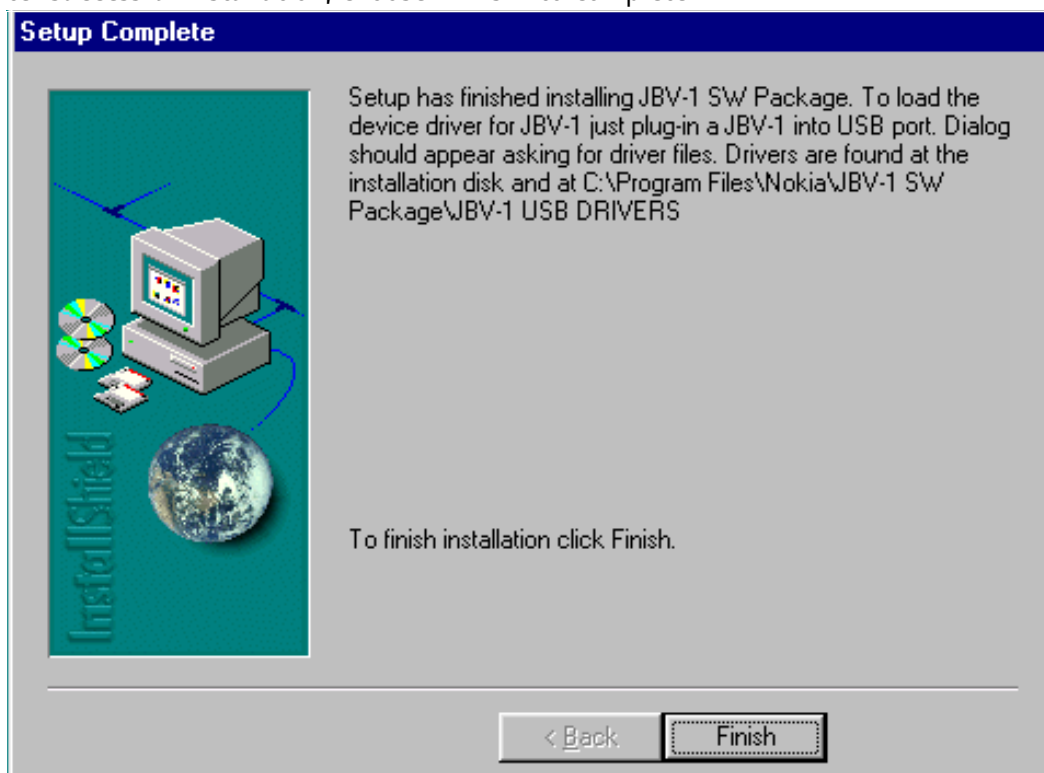 Setup Complete
Setup has finished installing JBV-1 SW Package. To load the
device driver for JBV-1 just plug-in a JBV-1 into USB port. Dialog
should appear asking for driver files. Drivers are found at the
installation disk and at C:\Program Files\Nokia\JBV-1 SW
Package\JBV-1 USB DRIVERS
InstallShield
To finish installation click Finish.
< Back
Finish